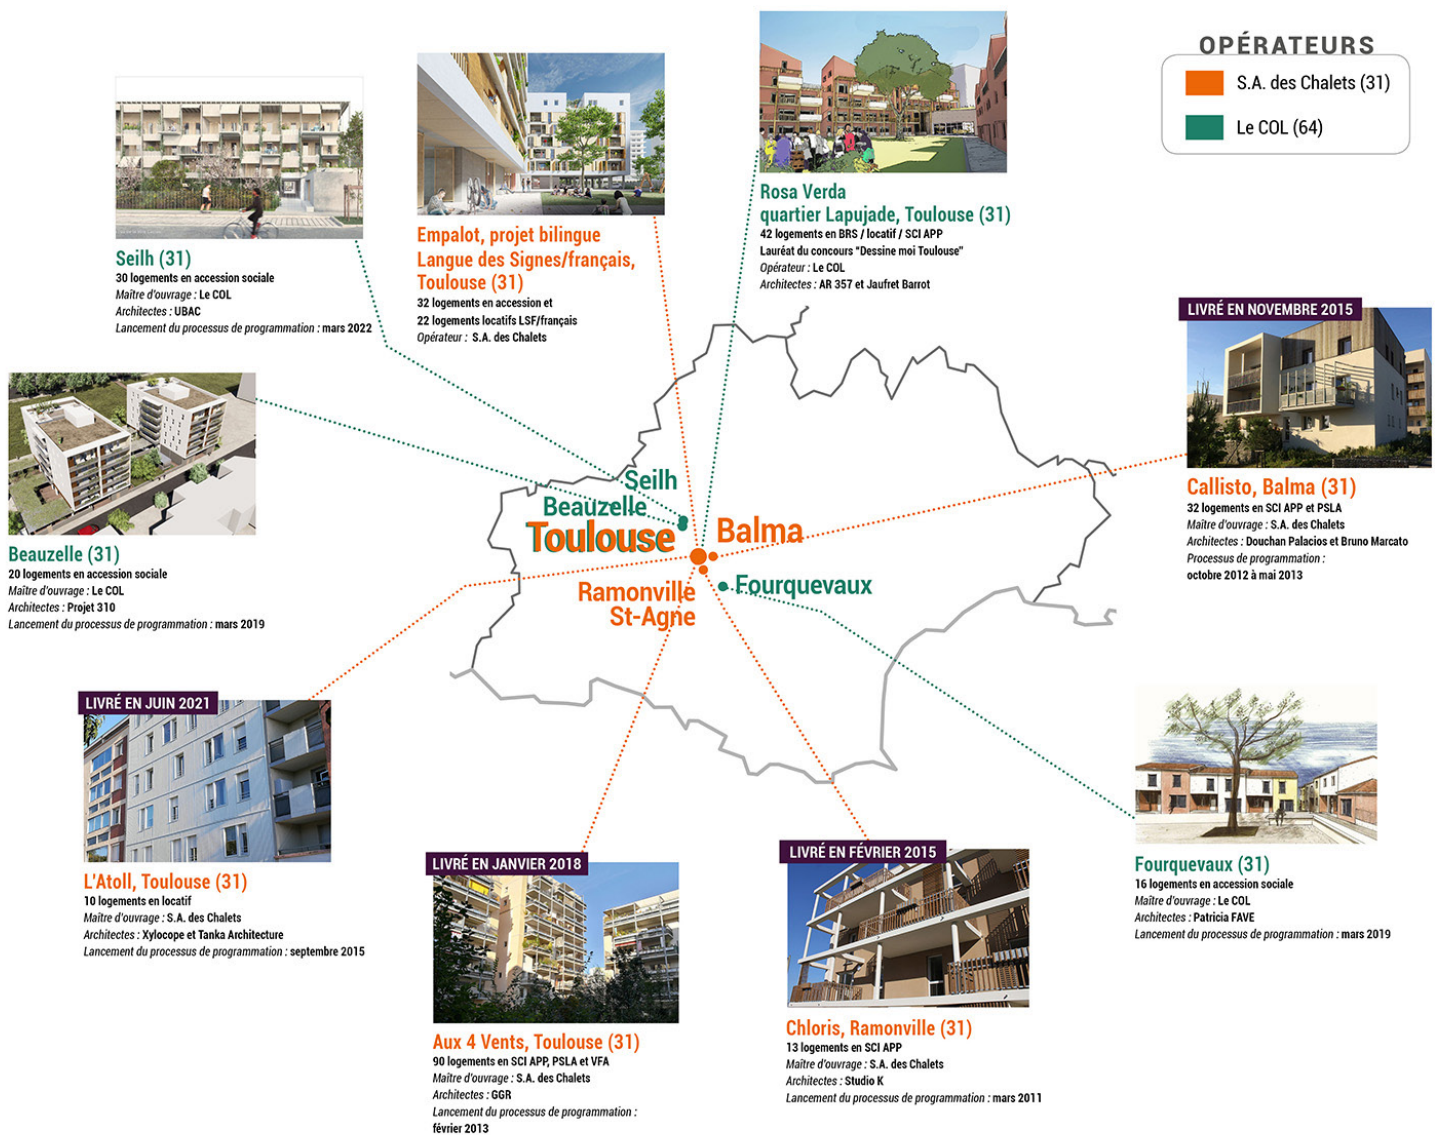 OPÉRATEURS
S.A. des Chalets (31)
Le COL (64)
Seilh (31)
30 logements en accession sociale
Maître d'ouvrage : Le COL
Architectes : UBAC
Lancement du processus de programmation : mars 2022
Empalot, projet bilingue
Langue des Signes/français,
Toulouse (31)
32 logements en accession et
22 logements locatifs LSF/français
Opérateur : S.A. des Chalets
Rosa Verda
quartier Lapujade, Toulouse (31)
42 logements en BRS / locatif / SCI APP
Lauréat du concours "Dessine moi Toulouse"
Opérateur : Le COL
Architectes : AR 357 et Jaufret Barrot
LIVRÉ EN NOVEMBRE 2015
Callisto, Balma (31)
32 logements en SCI APP et PSLA
Maître d'ouvrage : S.A. des Chalets
Architectes : Douchan Palacios et Bruno Marcato
Processus de programmation :
octobre 2012 à mai 2013
Beauzelle (31)
20 logements en accession sociale
Maître d'ouvrage : Le COL
Architectes : Projet 310
Lancement du processus de programmation : mars 2019
Seilh
Beauzelle
Toulouse
Balma
Ramonville
St-Agne
Fourquevaux
LIVRÉ EN JUIN 2021
L'Atoll, Toulouse (31)
10 logements en locatif
Maître d'ouvrage : S.A. des Chalets
Architectes : Xylocope et Tanka Architecture
Lancement du processus de programmation : septembre 2015
LIVRÉ EN JANVIER 2018
Aux 4 Vents, Toulouse (31)
90 logements en SCI APP, PSLA et VFA
Maître d'ouvrage : S.A. des Chalets
Architectes : GGR
Lancement du processus de programmation :
février 2013
LIVRÉ EN FÉVRIER 2015
Chloris, Ramonville (31)
13 logements en SCI APP
Maître d'ouvrage : S.A. des Chalets
Architectes : Studio K
Lancement du processus de programmation : mars 2011
Fourquevaux (31)
16 logements en accession sociale
Maître d'ouvrage : Le COL
Architectes : Patricia FAVE
Lancement du processus de programmation : mars 2019